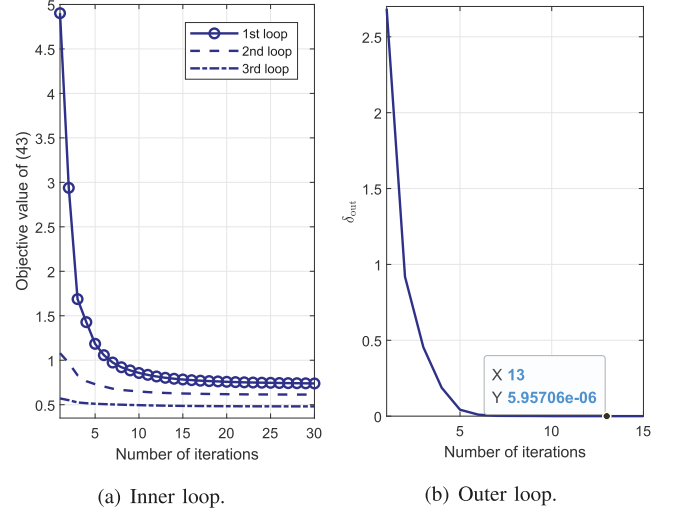 5
4.5
4
3.5
3
2.5
2
1.5
1
0.5
5
10
15
20
25
30
Objective value of (43)
Number of iterations
1st loop
2nd loop
3rd loop
(a) Inner loop.
2.5
2
1.5
1
0.5
0
5
10
15
δout
Number of iterations
X 13
Y 5.95706e-06
(b) Outer loop.